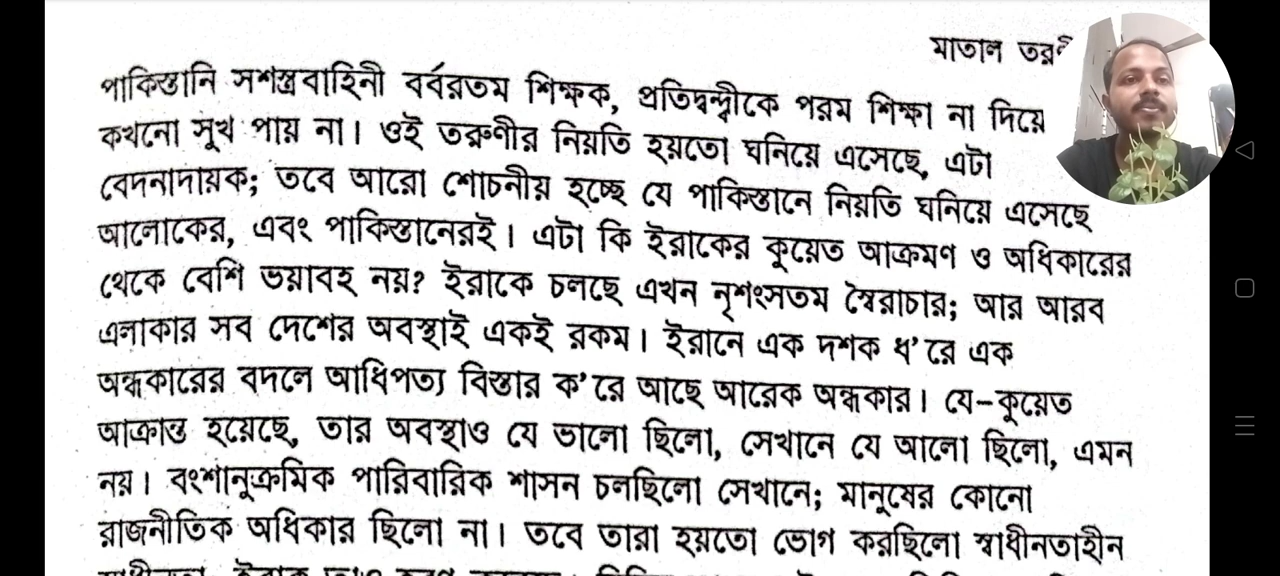 মাতাল
পাকিস্তানি সশস্ত্রবাহিনী বর্বরতম শিক্ষক, প্রতিদ্বন্দ্বীকে পরম শিক্ষা না দিয়ে
কখনো সুখ পায় না। ওই তরুণীর নিয়তি হয়তো ঘনিয়ে এসেছে, এটা
বেদনাদায়ক; তবে আরো শোচনীয় হচ্ছে যে পাকিস্তানে নিয়তি ঘনিয়ে এসেছে
আলোকের, এবং পাকিস্তানেরই। এটা কি ইরাকের কুয়েত আক্রমণ ও অধিকারের
থেকে বেশি ভয়াবহ নয়? ইরাকে চলছে এখন নৃশংসতম স্বৈরাচার; আর আরব
এলাকার সব দেশের অবস্থাই একই রকম। ইরানে এক দশক ধ'রে এক
অন্ধকারের বদলে আধিপত্য বিস্তার ক'রে আছে আরেক অন্ধকার। যে-কুয়েত
আক্রান্ত হয়েছে, তার অবস্থাও যে ভালো ছিলো, সেখানে যে আলো ছিলো, এমন
নয়। বংশানুক্রমিক পারিবারিক শাসন চলছিলো সেখানে; মানুষের কোনো
রাজনীতিক অধিকার ছিলো না। তবে তারা হয়তো ভোগ করছিলো স্বাধীনতাহীন